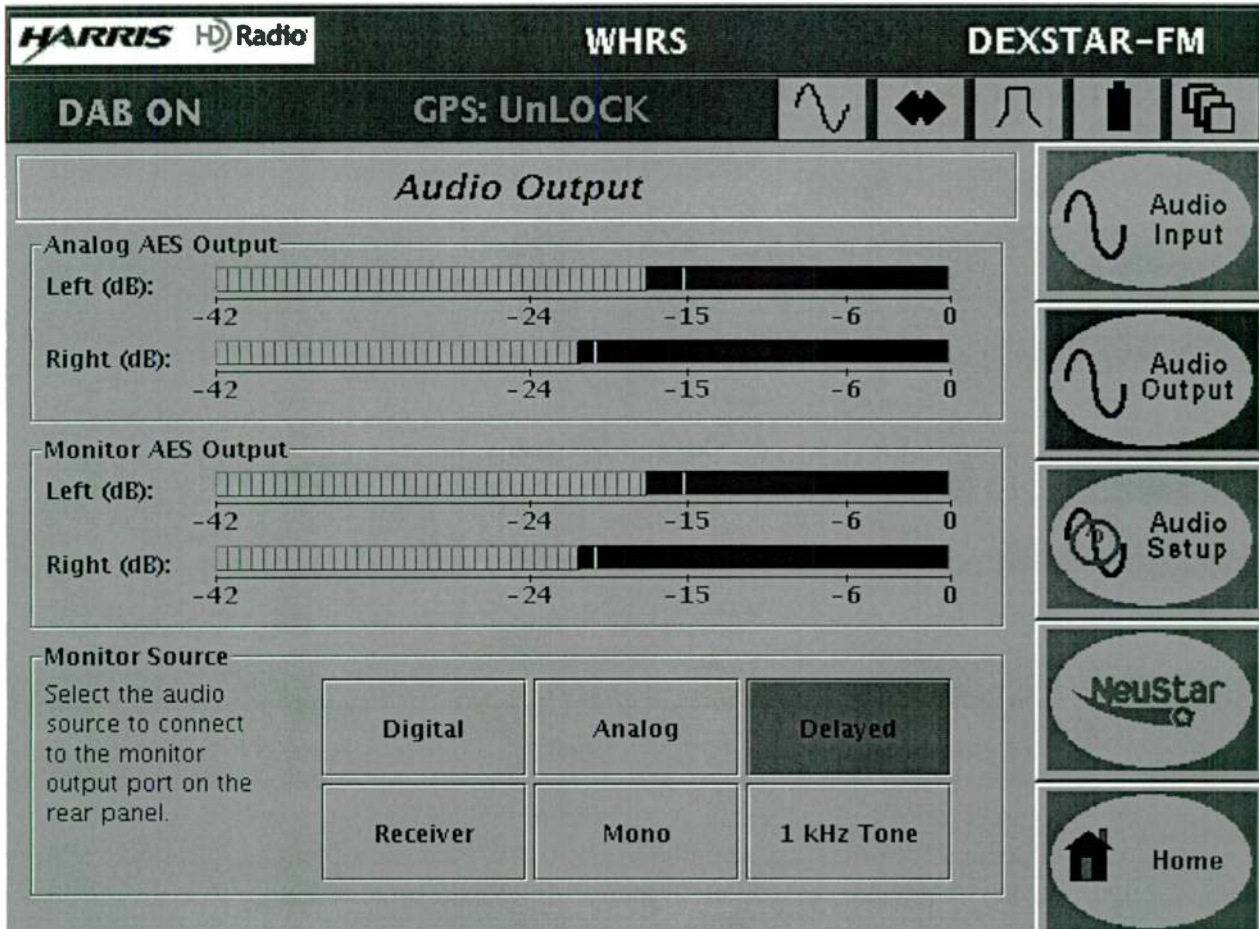 HARRIS HD Radio WHRS DEXSTAR-FM
DAB ON GPS: UnLOCK
Audio Output
Analog AES Output
Left (dB):
-42 -24 -15 -6 0
Right (dB):
-42 -24 -15 -6 0
Monitor AES Output
Left (dB):
-42 -24 -15 -6 0
Right (dB):
-42 -24 -15 -6 0
Monitor Source
Select the audio
source to connect
to the monitor
output port on the
rear panel.
Digital Analog Delayed
Receiver Mono 1 kHz Tone
Audio
Input
Audio
Output
Audio
Setup
NeuStar
Home